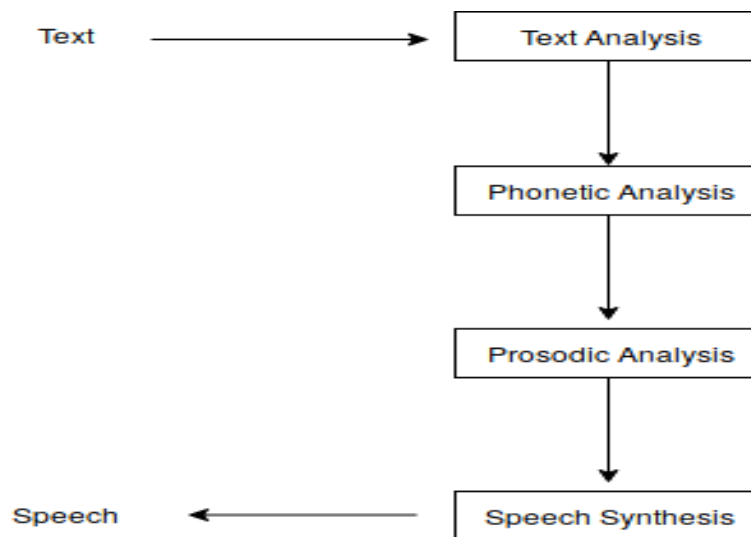 Text
Text Analysis
Phonetic Analysis
Prosodic Analysis
Speech
Speech Synthesis